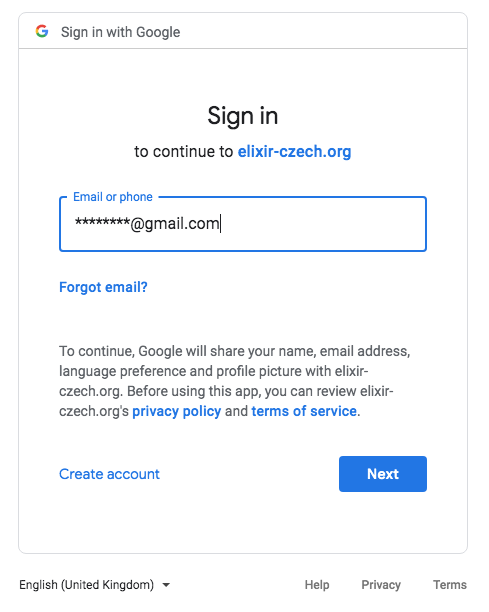 Sign in with Google
Sign in
to continue to elixir-czech.org
Email or phone
********@gmail.com
Forgot email?
To continue, Google will share your name, email address,
language preference and profile picture with elixir-
czech.org. Before using this app, you can review elixir-
czech.org's privacy policy and terms of service.
Create account
Next
English (United Kingdom)
Help
Privacy
Terms